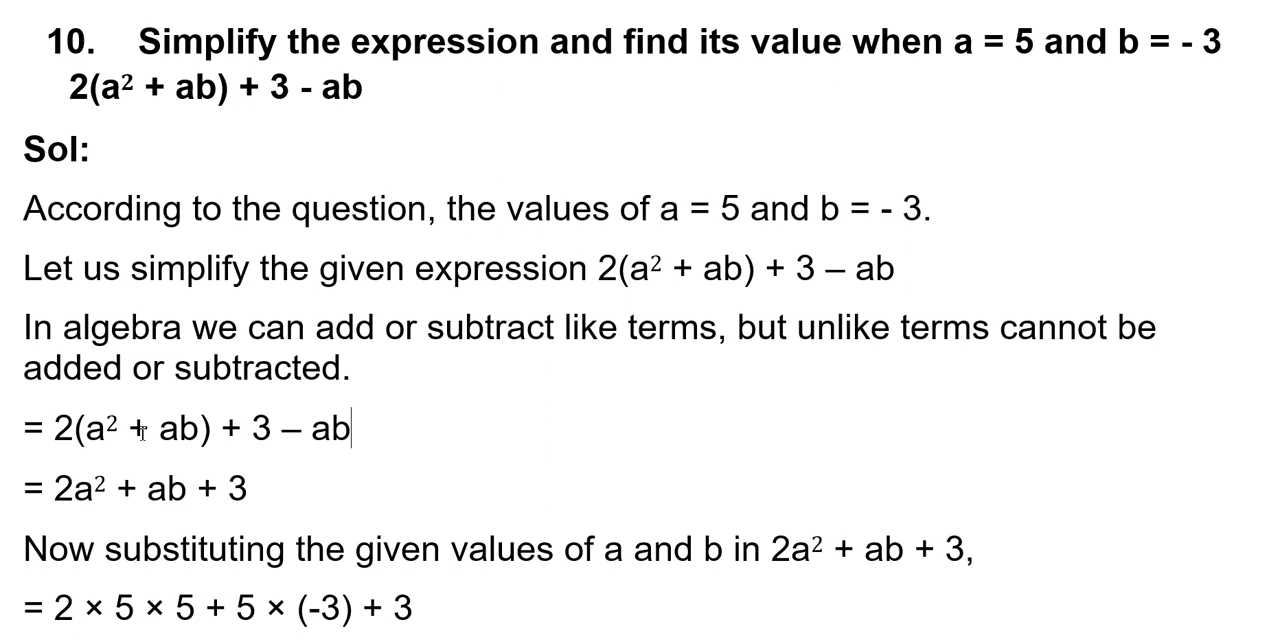 10. Simplify the expression and find its value when a = 5 and b = - 3
2(a² + ab) + 3 - ab
Sol:
According to the question, the values of a = 5 and b = - 3.
Let us simplify the given expression 2(a² + ab) + 3 – ab
In algebra we can add or subtract like terms, but unlike terms cannot be
added or subtracted.
= 2(a² + ab) + 3 – ab
= 2a² + ab + 3
Now substituting the given values of a and b in 2a² + ab + 3,
= 2 × 5 × 5 + 5 × (-3) + 3